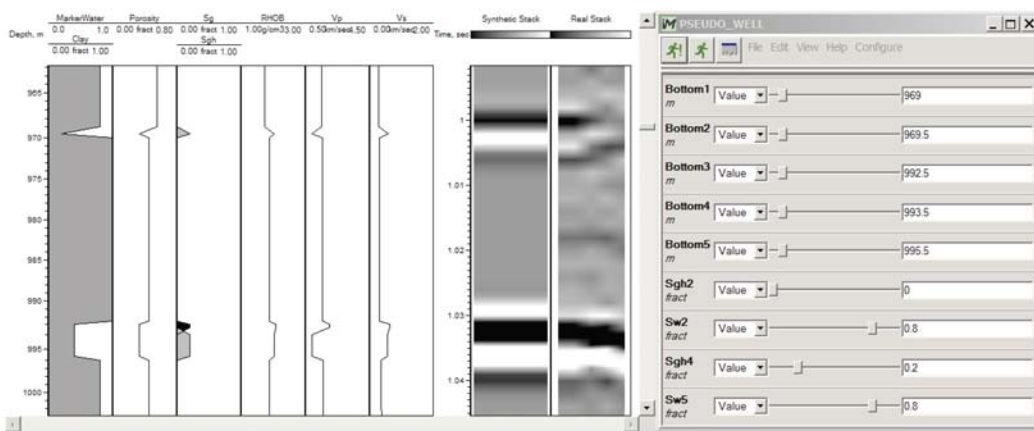 MarkerWater Porosity Sg RHOB Vp Vs Synthetic Stack Real Stack
Depth, m 0.0 1.0 0.00 fract 0.80 0.00 fract 1.00 1.00g/cm33.00 0.50km/sec4.50 0.00km/sec2.00 Time, sec
Clay Sgh
0.00 fract 1.00 0.00 fract 1.00
965
970
975
980
985
990
995
1000
1
1.01
1.02
1.03
1.04
PSEUDO_WELL
File Edit View Help Configure
Bottom1 m Value 969
Bottom2 m Value 969.5
Bottom3 m Value 992.5
Bottom4 m Value 993.5
Bottom5 m Value 995.5
Sgh2 fract Value 0
Sw2 fract Value 0.8
Sgh4 fract Value 0.2
Sw5 fract Value 0.8